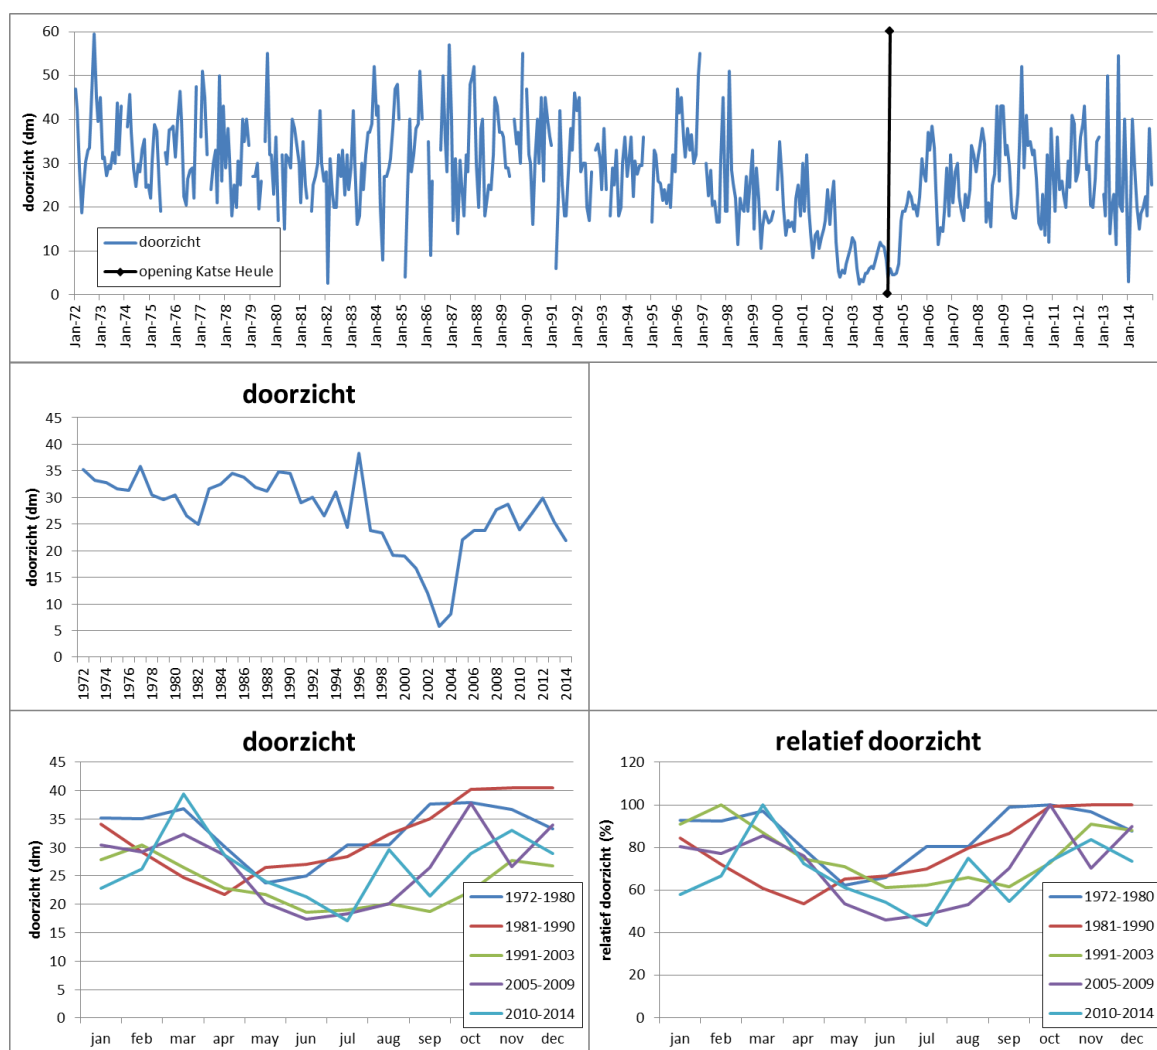 60
50
40
30
20
10
0
doorzicht (dm)
doorzicht
opening Katse Heule
Jan-72
Jan-73
Jan-74
Jan-75
Jan-76
Jan-77
Jan-78
Jan-79
Jan-80
Jan-81
Jan-82
Jan-83
Jan-84
Jan-85
Jan-86
Jan-87
Jan-88
Jan-89
Jan-90
Jan-91
Jan-92
Jan-93
Jan-94
Jan-95
Jan-96
Jan-97
Jan-98
Jan-99
Jan-00
Jan-01
Jan-02
Jan-03
Jan-04
Jan-05
Jan-06
Jan-07
Jan-08
Jan-09
Jan-10
Jan-11
Jan-12
Jan-13
Jan-14
doorzicht
45
40
35
30
25
20
15
10
5
0
doorzicht (dm)
1972
1974
1976
1978
1980
1982
1984
1986
1988
1990
1992
1994
1996
1998
2000
2002
2004
2006
2008
2010
2012
2014
doorzicht
45
40
35
30
25
20
15
10
5
0
doorzicht (dm)
1972-1980
1981-1990
1991-2003
2005-2009
2010-2014
jan feb mar apr may jun jul aug sep oct nov dec
relatief doorzicht
120
100
80
60
40
20
0
relatief doorzicht (%)
1972-1980
1981-1990
1991-2003
2005-2009
2010-2014
jan feb mar apr may jun jul aug sep oct nov dec